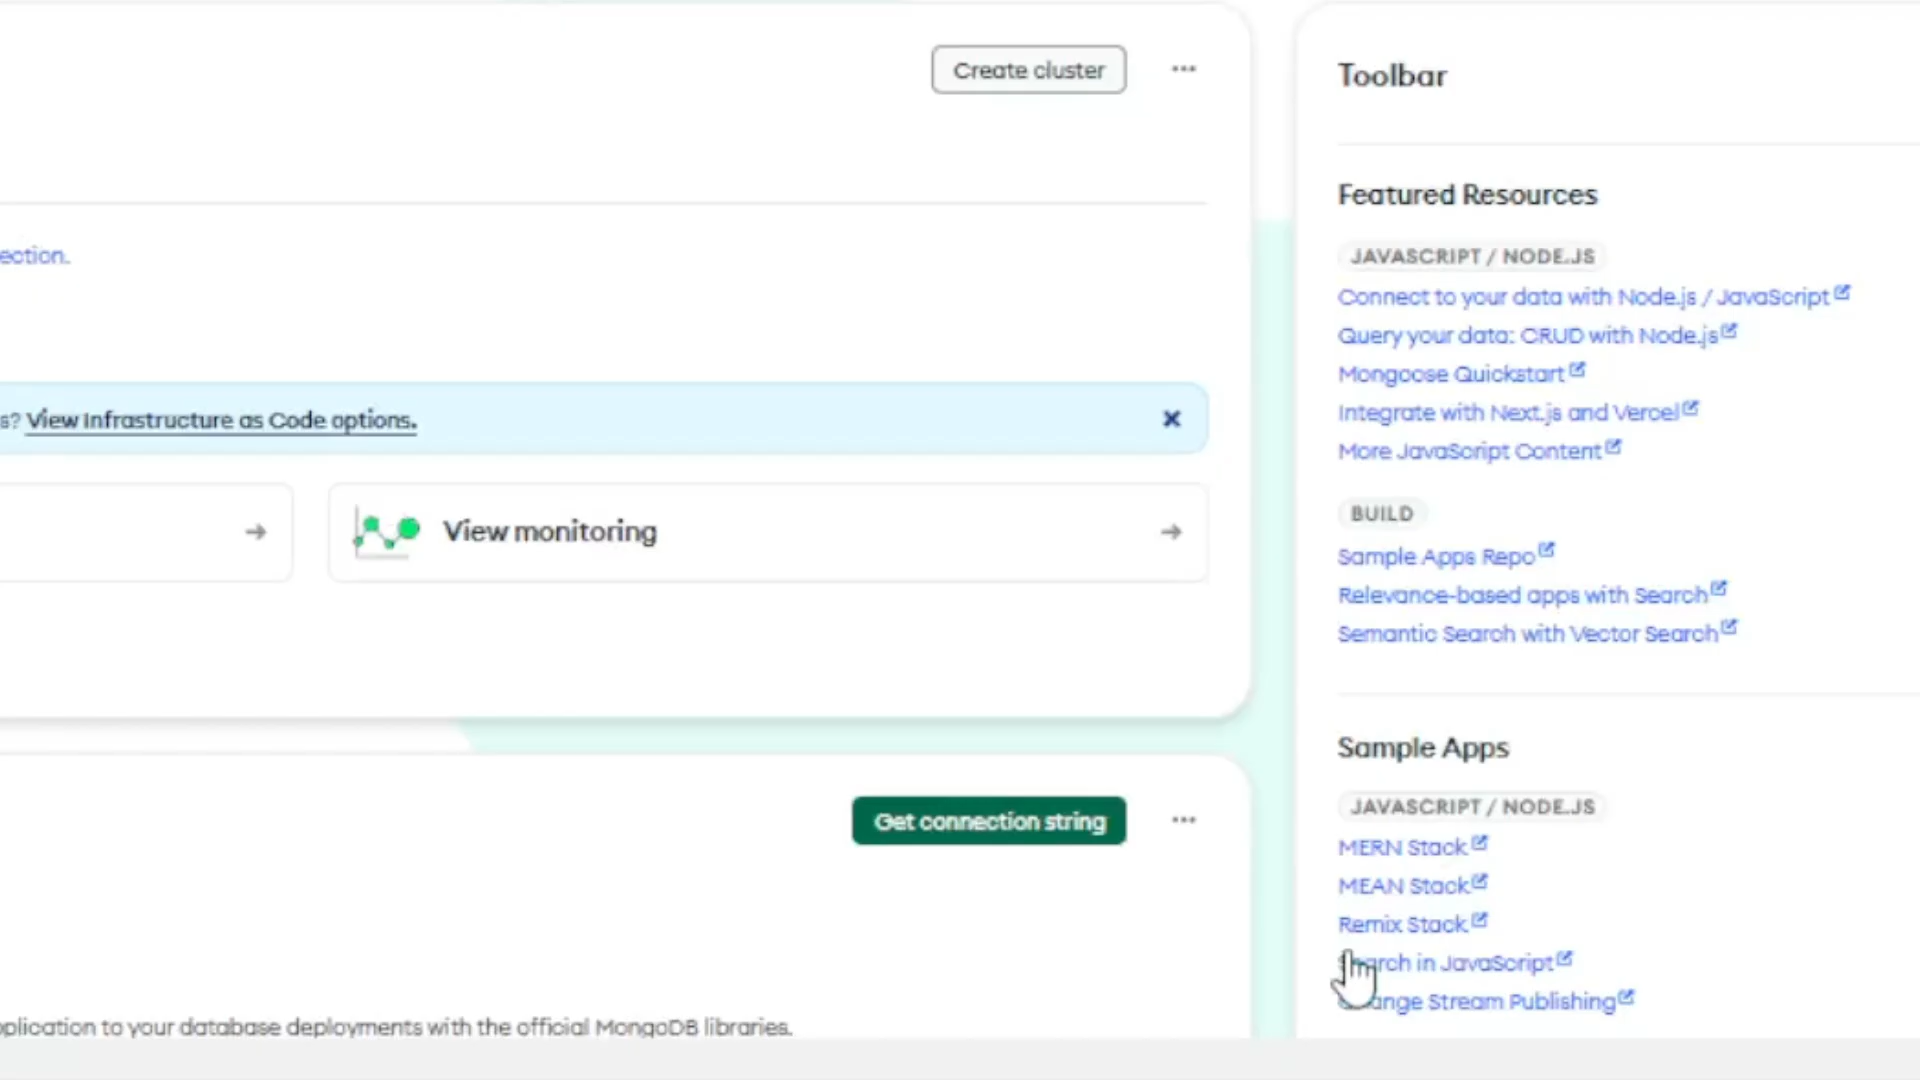 Create cluster
ection.
s? View Infrastructure as Code options.
View monitoring
Get connection string
plication to your database deployments with the official MongoDB libraries.
Toolbar
Featured Resources
JAVASCRIPT / NODE.JS
Connect to your data with Node.js / JavaScript
Query your data: CRUD with Node.js
Mongoose Quickstart
Integrate with Next.js and Vercel
More JavaScript Content
BUILD
Sample Apps Repo
Relevance-based apps with Search
Semantic Search with Vector Search
Sample Apps
JAVASCRIPT / NODE.JS
MERN Stack
MEAN Stack
Remix Stack
arch in JavaScript
ange Stream Publishing